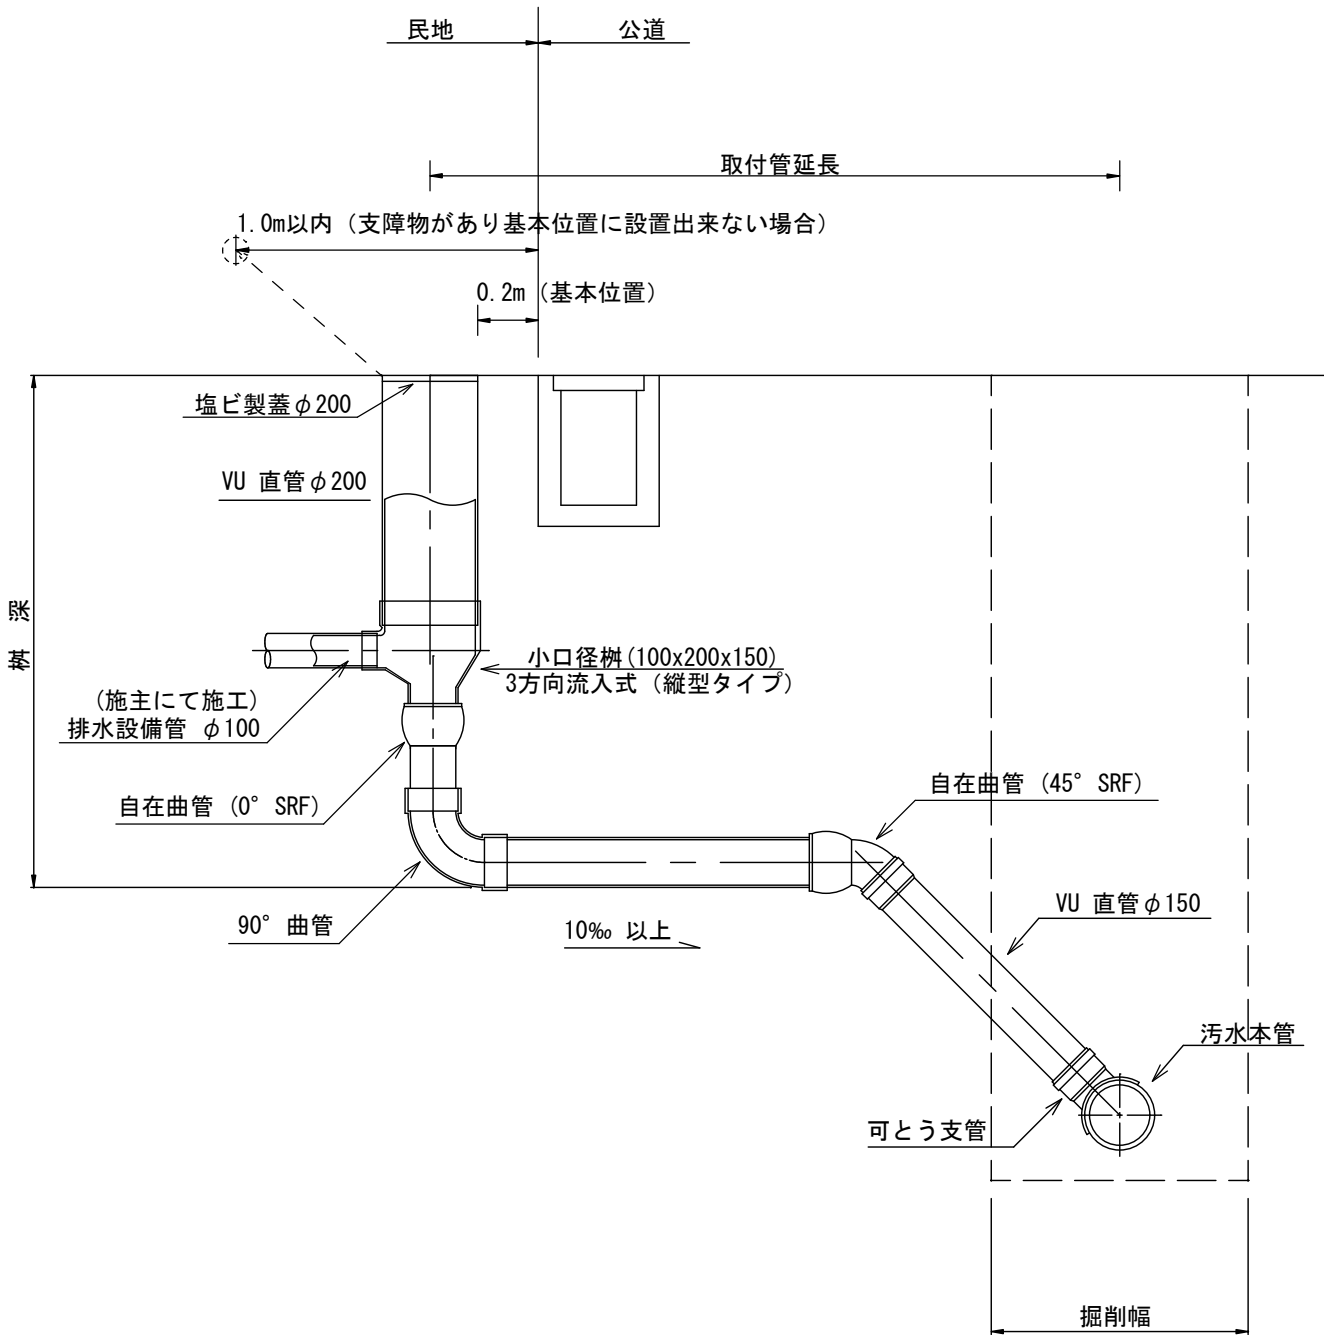 民地
公道
取付管延長
1.0m以内（支障物があり基本位置に設置出来ない場合）
0.2m（基本位置）
塩ビ製蓋φ200
VU 直管φ200
桝 深
小口径桝(100x200x150)
3方向流入式（縦型タイプ）
（施主にて施工）
排水設備管 φ100
自在曲管（0° SRF）
自在曲管（45° SRF）
90° 曲管
10‰ 以上
VU 直管φ150
汚水本管
可とう支管
掘削幅